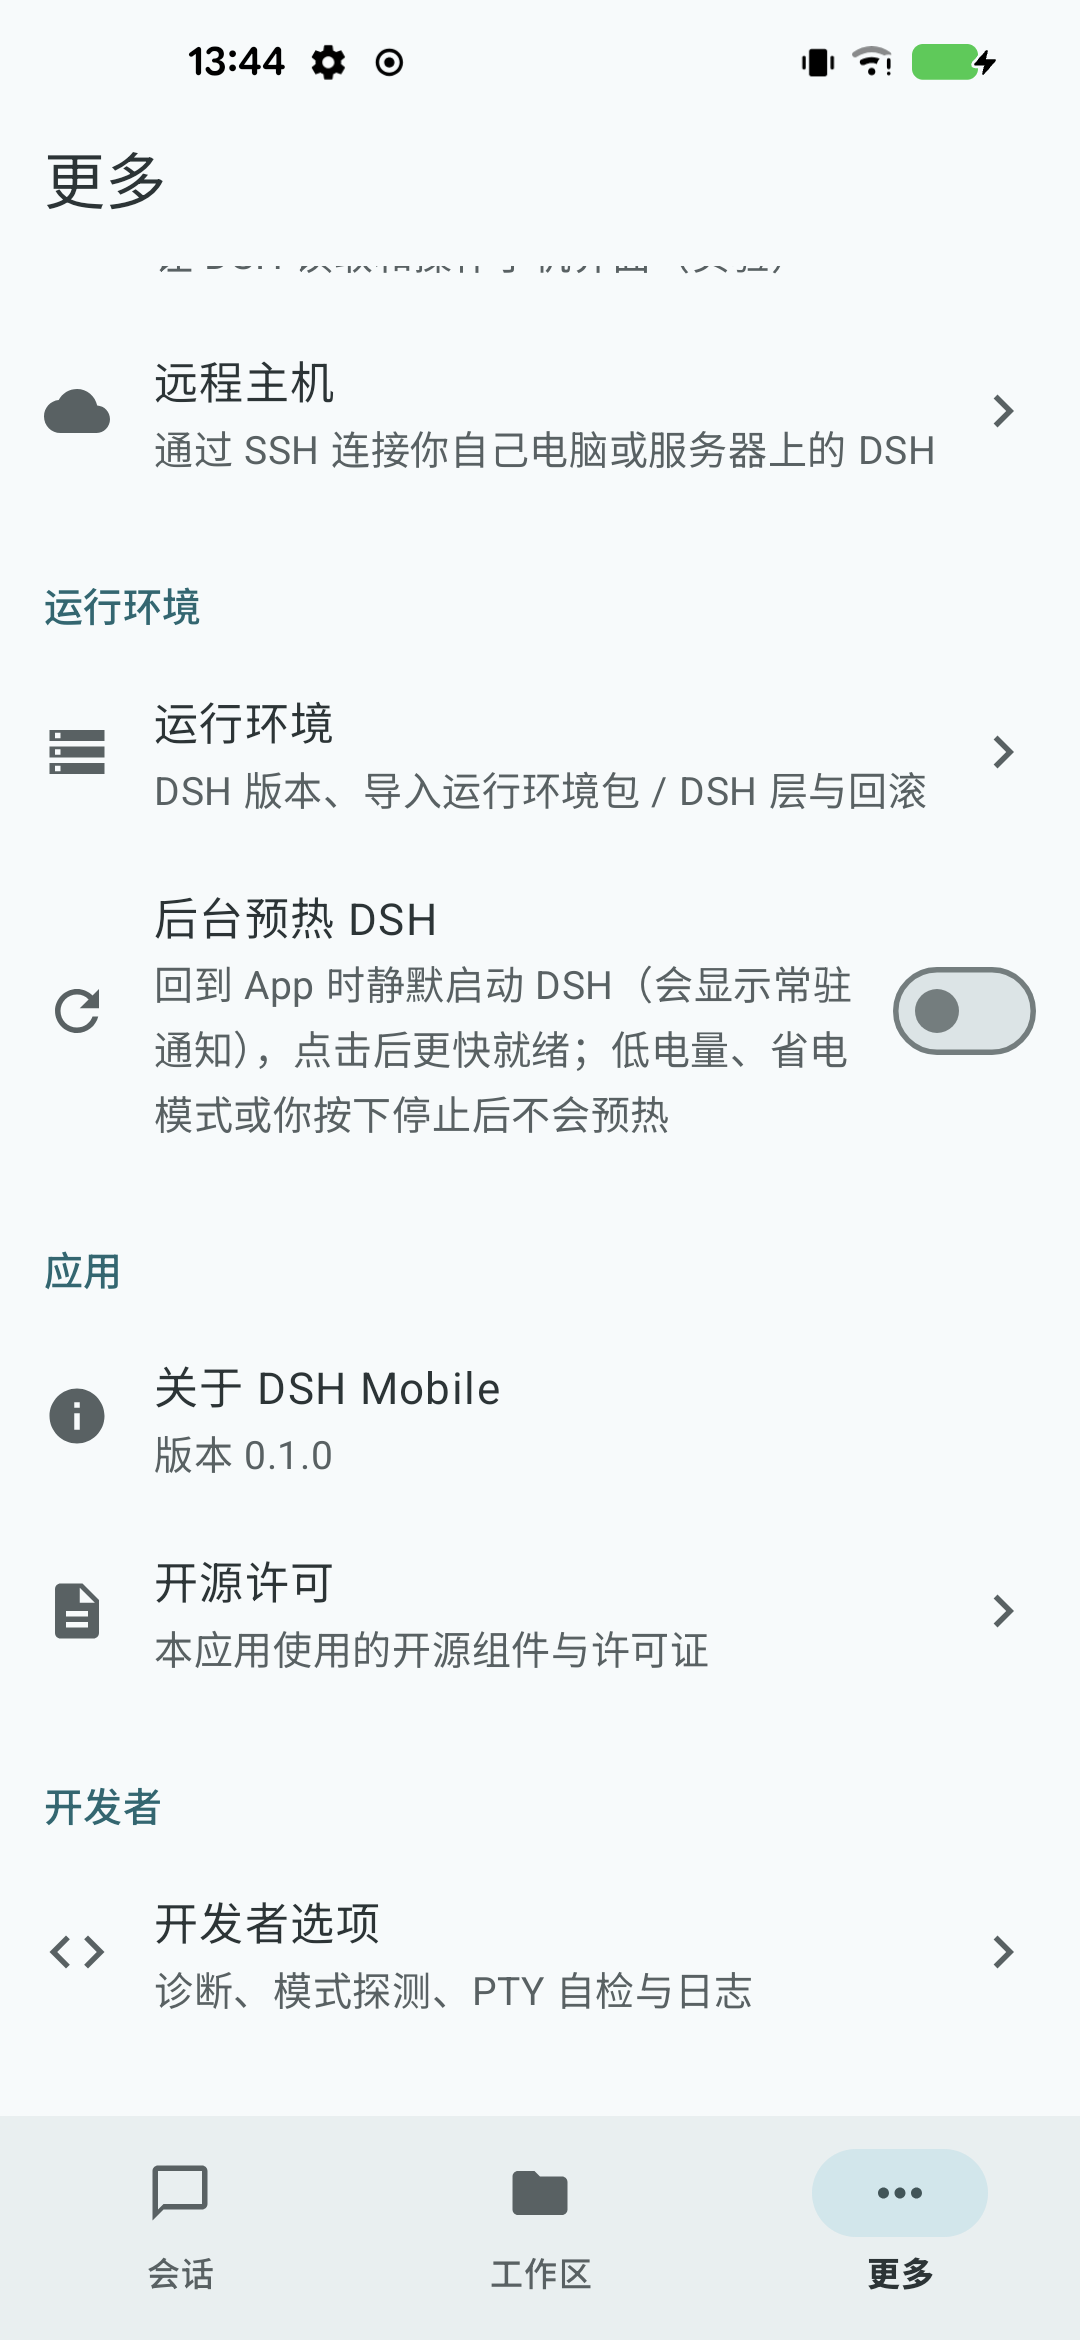 13:44
更多
远程主机
通过 SSH 连接你自己电脑或服务器上的 DSH
运行环境
运行环境
DSH 版本、导入运行环境包 / DSH 层与回滚
后台预热 DSH
回到 App 时静默启动 DSH（会显示常驻
通知），点击后更快就绪；低电量、省电
模式或你按下停止后不会预热
应用
关于 DSH Mobile
版本 0.1.0
开源许可
本应用使用的开源组件与许可证
开发者
开发者选项
诊断、模式探测、PTY 自检与日志
会话
工作区
更多